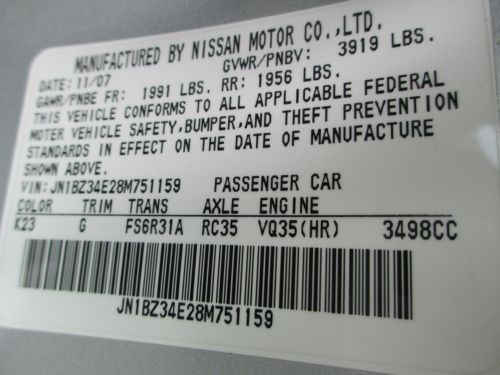 MANUFACTURED BY NISSAN MOTOR CO.,LTD.
DATE: 11/07 GVWR/PNBV: 3919 LBS.
GAWR/PNBE FR: 1991 LBS. RR: 1956 LBS.
THIS VEHICLE CONFORMS TO ALL APPLICABLE FEDERAL
MOTER VEHICLE SAFETY,BUMPER,AND THEFT PREVENTION
STANDARDS IN EFFECT ON THE DATE OF MANUFACTURE
SHOWN ABOVE.
VIN: JN1BZ34E28M751159 PASSENGER CAR
COLOR TRIM TRANS AXLE ENGINE
K23 G FS6R31A RC35 VQ35(HR) 3498CC
JN1BZ34E28M751159